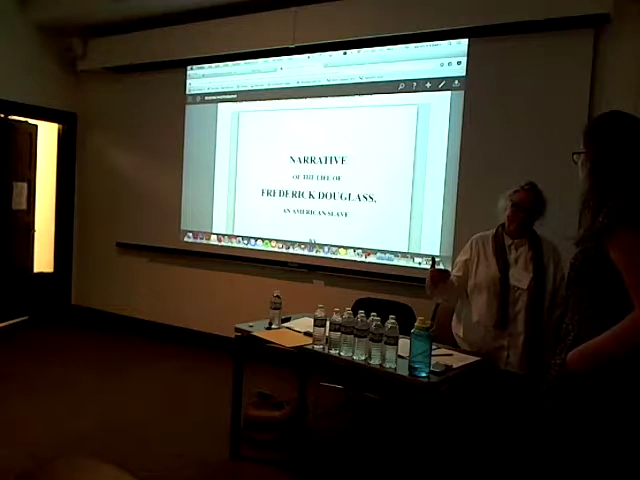 NARRATIVE
OF THE LIFE OF
FREDERICK DOUGLASS,
AN AMERICAN SLAVE